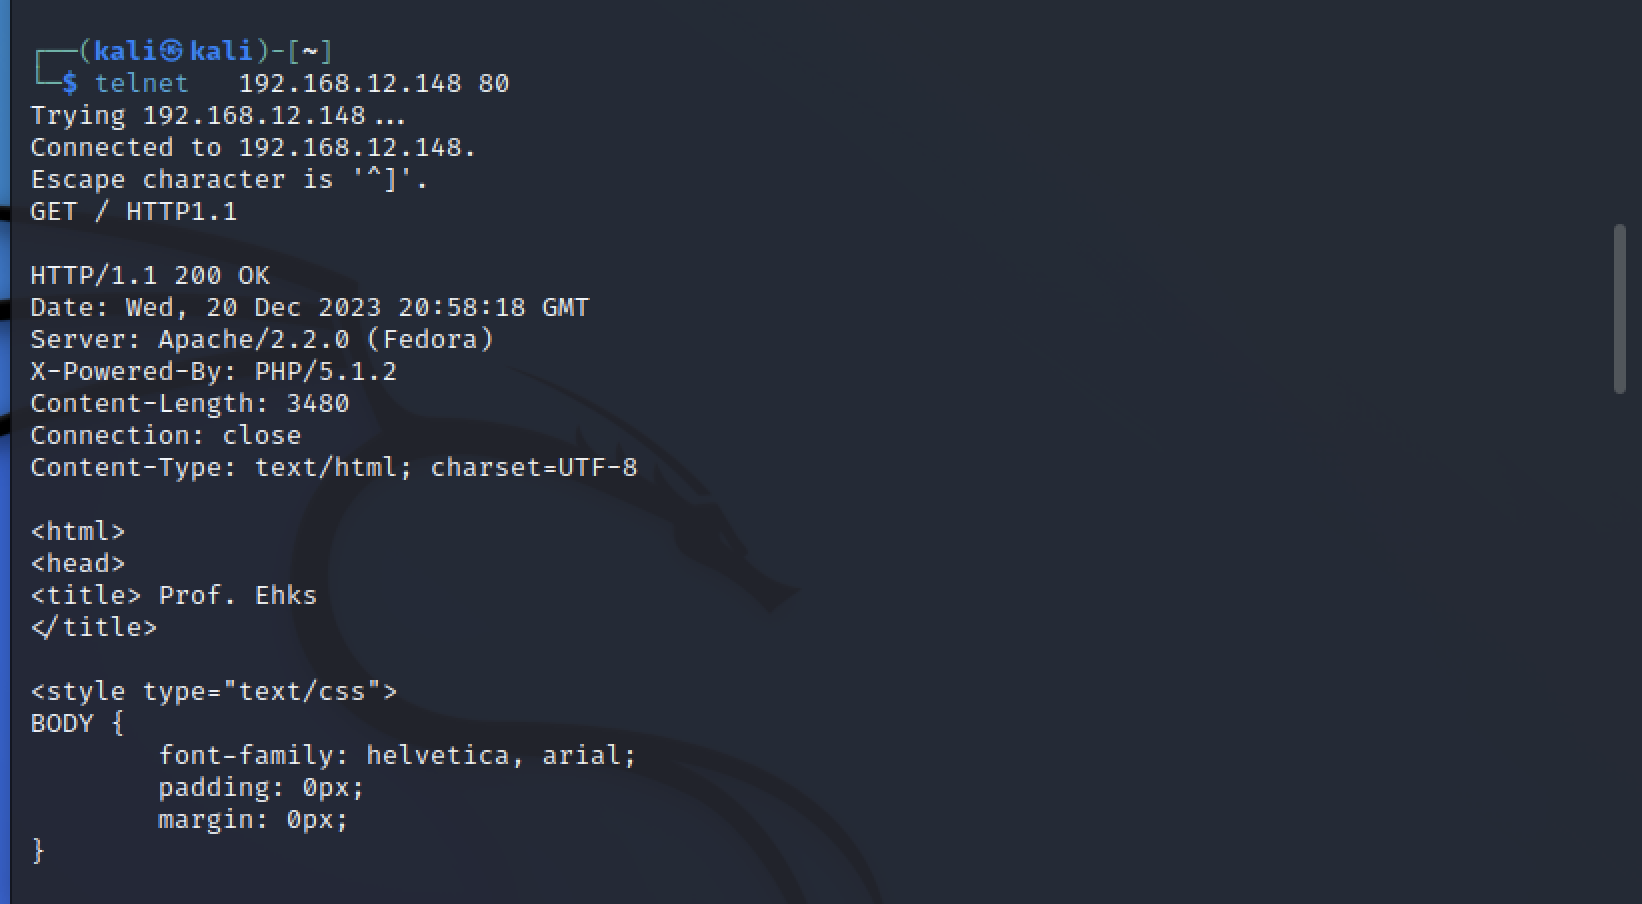 ┌──(kali㉿kali)-[~]
└─$ telnet   192.168.12.148 80
Trying 192.168.12.148...
Connected to 192.168.12.148.
Escape character is '^]'.
GET / HTTP1.1

HTTP/1.1 200 OK
Date: Wed, 20 Dec 2023 20:58:18 GMT
Server: Apache/2.2.0 (Fedora)
X-Powered-By: PHP/5.1.2
Content-Length: 3480
Connection: close
Content-Type: text/html; charset=UTF-8

<html>
<head>
<title> Prof. Ehks
</title>

<style type="text/css">
BODY {
        font-family: helvetica, arial;
        padding: 0px;
        margin: 0px;
}